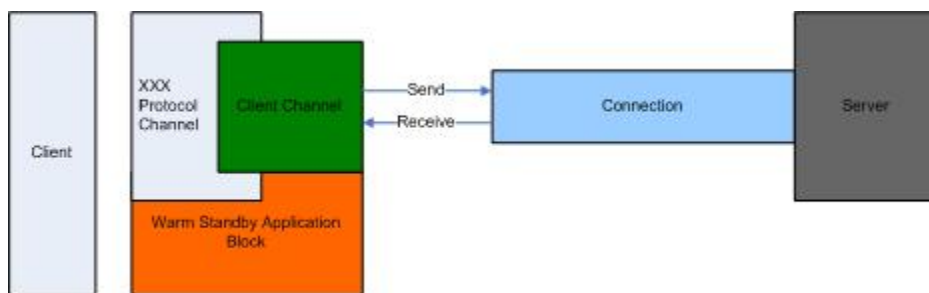 Client
XXX
Protocol
Channel
Client Channel
Send
Receive
Connection
Server
Warm Standby Application
Block